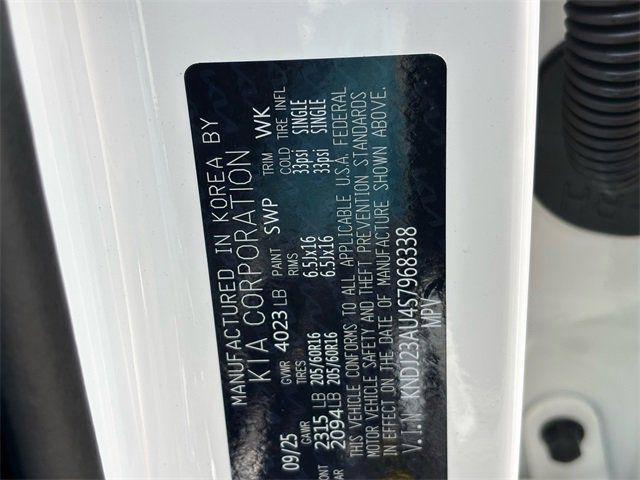 MANUFACTURED IN KOREA BY
KIA CORPORATION
09/25 GVWR 4023 LB PAINT SWP TRIM WK
GAWR TIRES RIMS COLD TIRE INFL
2315 LB 205/60R16 6.5Jx16 33psi SINGLE
2094 LB 205/60R16 6.5Jx16 33psi SINGLE
THIS VEHICLE CONFORMS TO ALL APPLICABLE U.S.A. FEDERAL
MOTOR VEHICLE SAFETY AND THEFT PREVENTION STANDARDS
IN EFFECT ON THE DATE OF MANUFACTURE SHOWN ABOVE.
V.I.N KNDJ23AU4S7968338
MPV